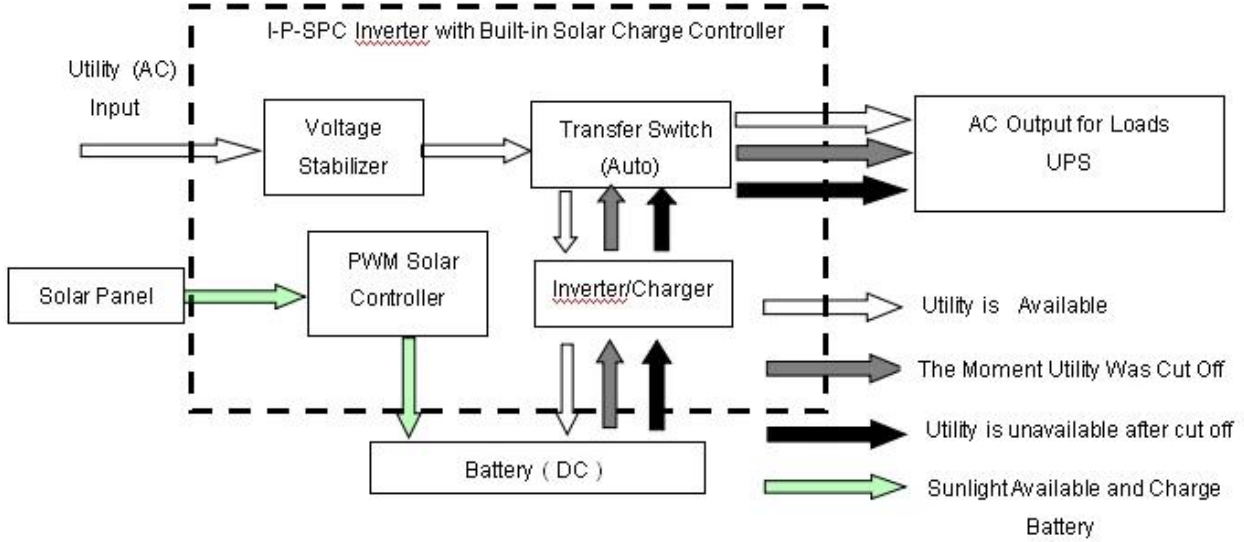 I-P-SPC Inverter with Built-in Solar Charge Controller
Utility (AC)
Input
Voltage
Stabilizer
Transfer Switch
(Auto)
AC Output for Loads
UPS
Solar Panel
PWM Solar
Controller
Inverter/Charger
Battery ( DC )
Utility is Available
The Moment Utility Was Cut Off
Utility is unavailable after cut off
Sunlight Available and Charge
Battery